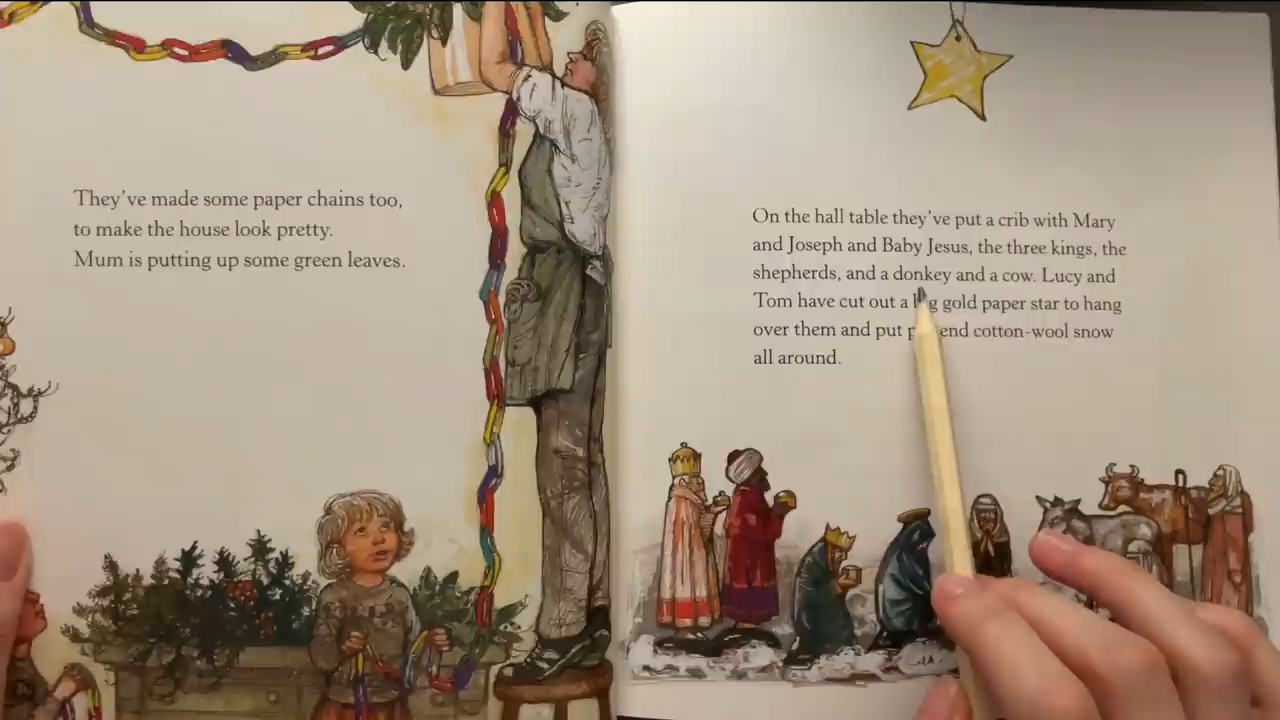 They've made some paper chains too,
to make the house look pretty.
Mum is putting up some green leaves.
On the hall table they've put a crib with Mary
and Joseph and Baby Jesus, the three kings, the
shepherds, and a donkey and a cow. Lucy and
Tom have cut out a big gold paper star to hang
over them and put pretend cotton-wool snow
all around.